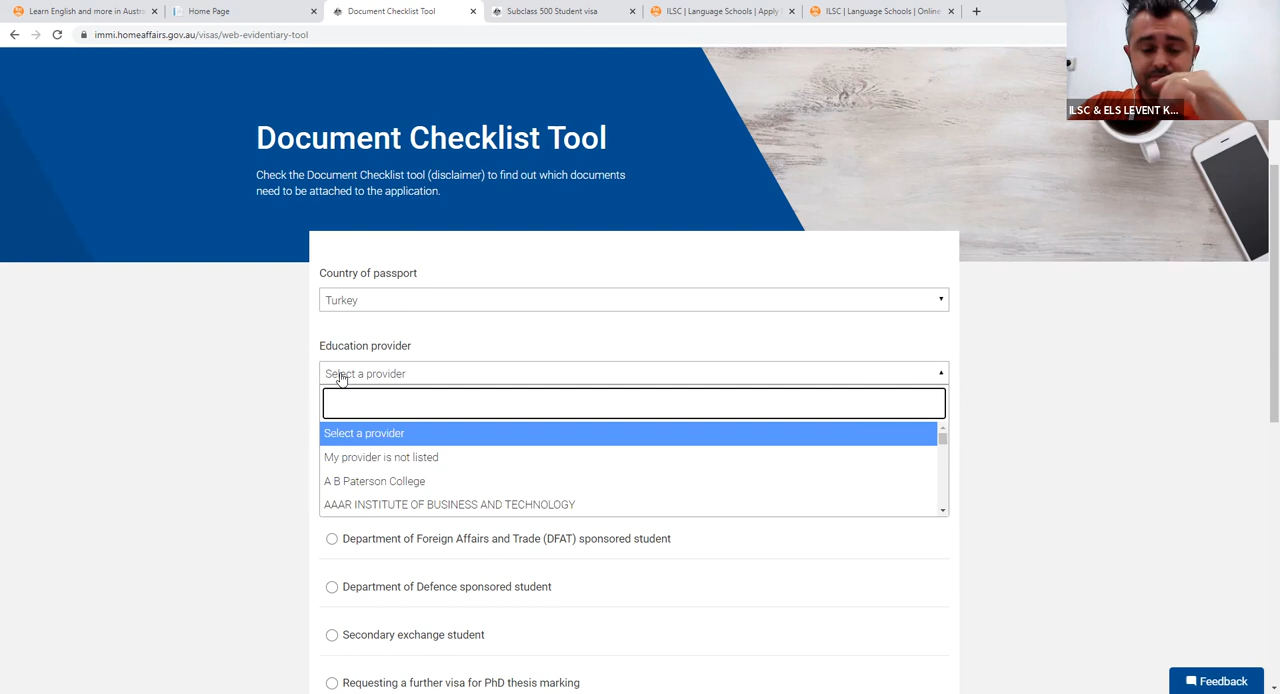 Learn English and more in Austra
Home Page
Document Checklist Tool
Subclass 500 Student visa
ILSC | Language Schools | Apply
ILSC | Language Schools | Online
immi.homeaffairs.gov.au/visas/web-evidentiary-tool
ILSC & ELS LEVENT K...
Document Checklist Tool
Check the Document Checklist tool (disclaimer) to find out which documents
need to be attached to the application.
Country of passport
Turkey
Education provider
Select a provider
Select a provider
My provider is not listed
A B Paterson College
AAAR INSTITUTE OF BUSINESS AND TECHNOLOGY
Department of Foreign Affairs and Trade (DFAT) sponsored student
Department of Defence sponsored student
Secondary exchange student
Requesting a further visa for PhD thesis marking
Feedback